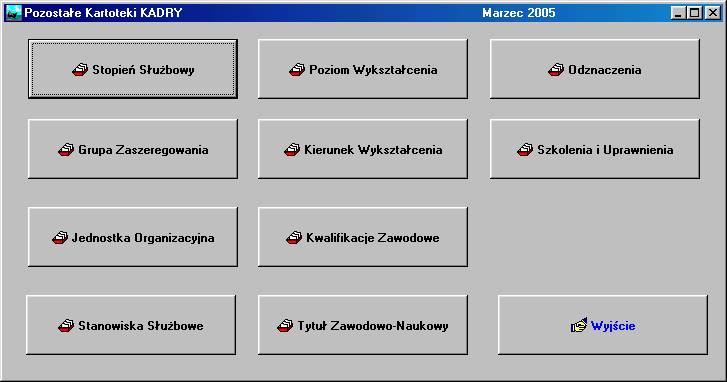 Pozostałe Kartoteki KADRY Marzec 2005
Stopień Służbowy Poziom Wykształcenia Odznaczenia
Grupa Zaszeregowania Kierunek Wykształcenia Szkolenia i Uprawnienia
Jednostka Organizacyjna Kwalifikacje Zawodowe
Stanowiska Służbowe Tytuł Zawodowo-Naukowy Wyjście